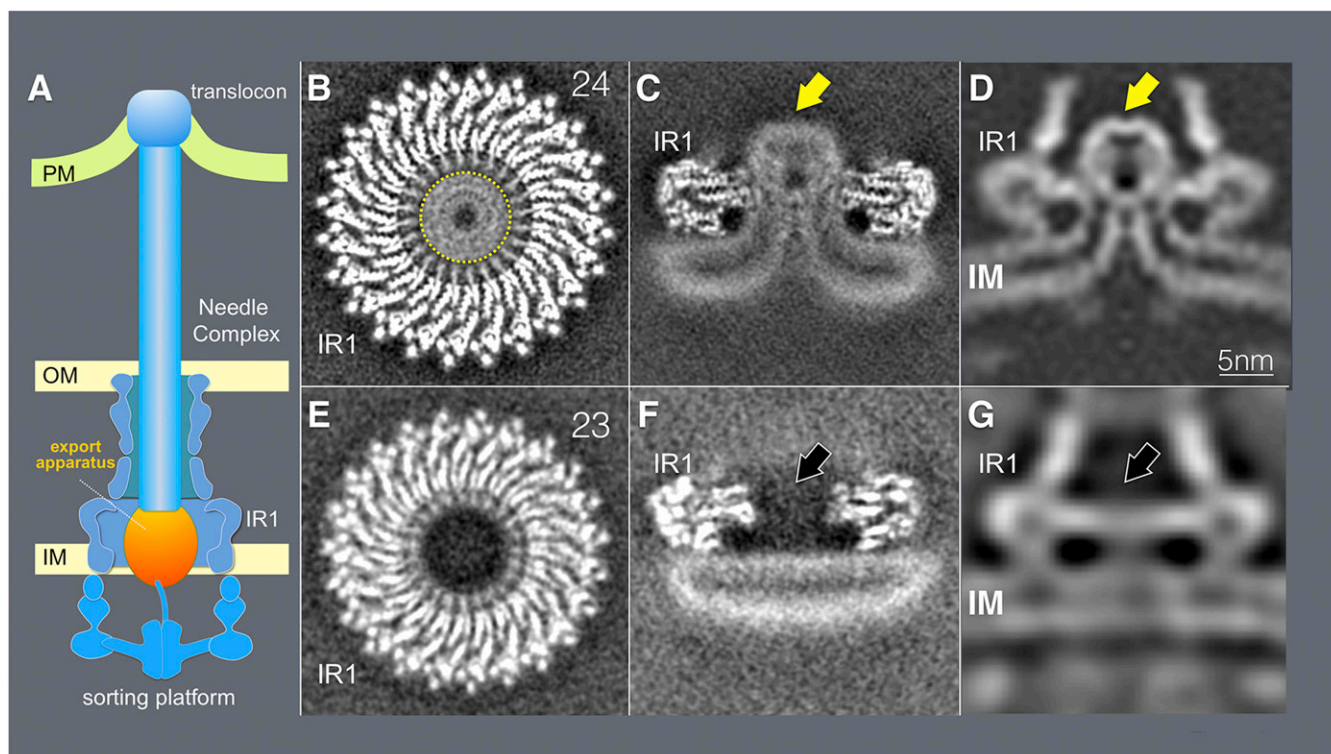 A
translocon
PM
Needle
Complex
OM
export
apparatus
IR1
IM
sorting platform
B
24
IR1
C
IR1
D
IR1
IM
5nm
E
23
IR1
F
IR1
G
IR1
IM